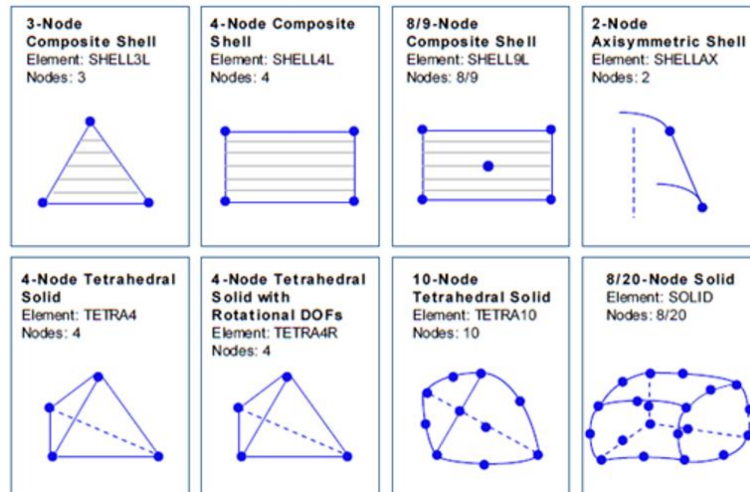 3-Node
Composite Shell
Element: SHELL3L
Nodes: 3
4-Node Composite
Shell
Element: SHELL4L
Nodes: 4
8/9-Node
Composite Shell
Element: SHELL9L
Nodes: 8/9
2-Node
Axisymmetric Shell
Element: SHELLAX
Nodes: 2
4-Node Tetrahedral
Solid
Element: TETRA4
Nodes: 4
4-Node Tetrahedral
Solid with
Rotational DOFs
Element: TETRA4R
Nodes: 4
10-Node
Tetrahedral Solid
Element: TETRA10
Nodes: 10
8/20-Node Solid
Element: SOLID
Nodes: 8/20